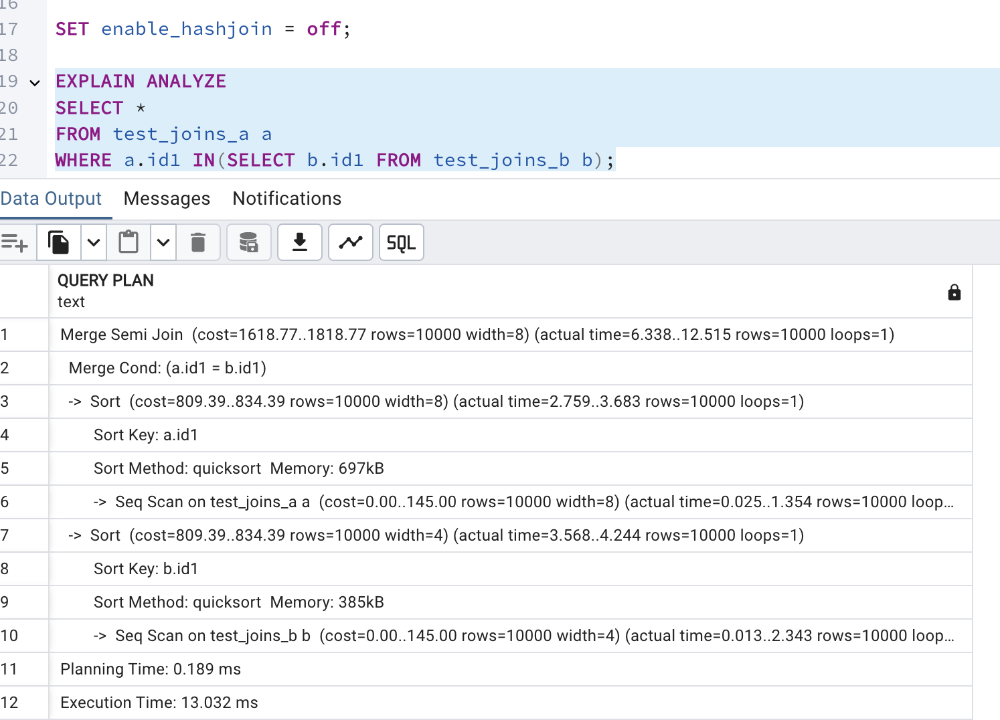 16
17 SET enable_hashjoin = off;
18
19 EXPLAIN ANALYZE
20 SELECT *
21 FROM test_joins_a a
22 WHERE a.id1 IN(SELECT b.id1 FROM test_joins_b b);
Data Output Messages Notifications
SQL
QUERY PLAN
text
1 Merge Semi Join (cost=1618.77..1818.77 rows=10000 width=8) (actual time=6.338..12.515 rows=10000 loops=1)
2 Merge Cond: (a.id1 = b.id1)
3 -> Sort (cost=809.39..834.39 rows=10000 width=8) (actual time=2.759..3.683 rows=10000 loops=1)
4 Sort Key: a.id1
5 Sort Method: quicksort Memory: 697kB
6 -> Seq Scan on test_joins_a a (cost=0.00..145.00 rows=10000 width=8) (actual time=0.025..1.354 rows=10000 loop...
7 -> Sort (cost=809.39..834.39 rows=10000 width=4) (actual time=3.568..4.244 rows=10000 loops=1)
8 Sort Key: b.id1
9 Sort Method: quicksort Memory: 385kB
10 -> Seq Scan on test_joins_b b (cost=0.00..145.00 rows=10000 width=4) (actual time=0.013..2.343 rows=10000 loop...
11 Planning Time: 0.189 ms
12 Execution Time: 13.032 ms